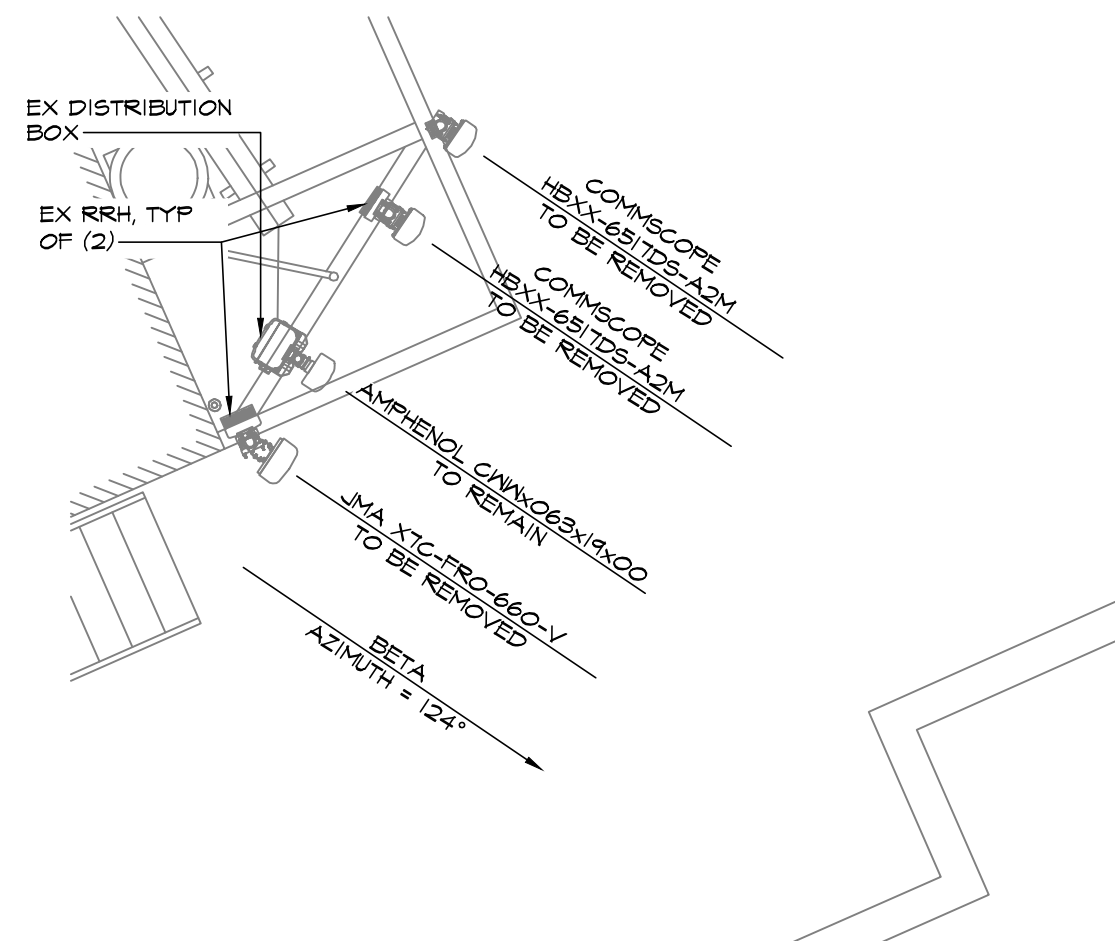 EX DISTRIBUTION
BOX
EX RRH, TYP
OF (2)
COMMSCOPE
HBXX-6517DS-A2M
TO BE REMOVED
COMMSCOPE
HBXX-6517DS-A2M
TO BE REMOVED
AMPHENOL CWWX063x19x00
TO REMAIN
JMA X7C-FRO-660-V
TO BE REMOVED
BETA
AZIMUTH = 124°